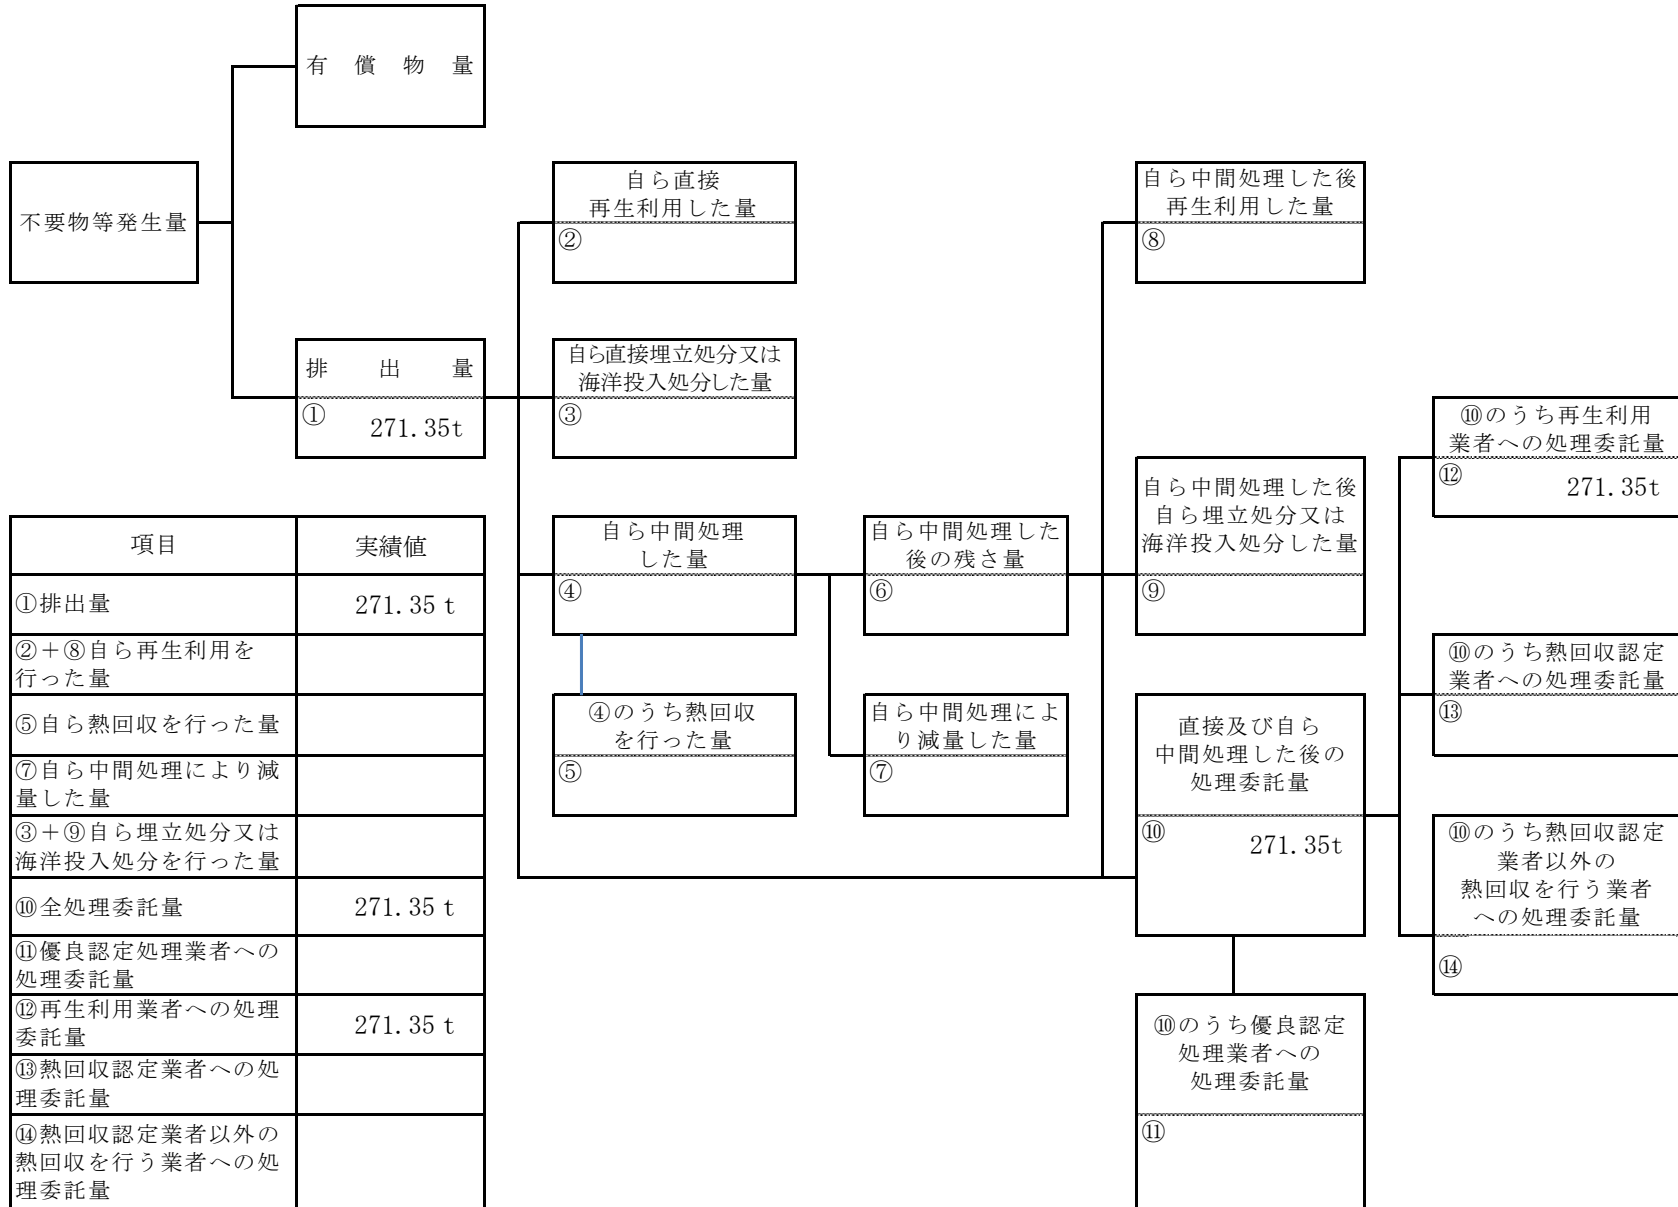 有償物量
不要物等発生量
排出量
①
271.35t
自ら直接
再生利用した量
②
自ら直接埋立処分又は
海洋投入処分した量
③
自ら中間処理
した量
④
④のうち熱回収
を行った量
⑤
自ら中間処理した
後の残さ量
⑥
自ら中間処理によ
り減量した量
⑦
自ら中間処理した後
再生利用した量
⑧
自ら中間処理した後
自ら埋立処分又は
海洋投入処分した量
⑨
直接及び自ら
中間処理した後の
処理委託量
⑩
271.35t
⑩のうち優良認定
処理業者への
処理委託量
⑪
⑩のうち再生利用
業者への処理委託量
⑫
271.35t
⑩のうち熱回収認定
業者への処理委託量
⑬
⑩のうち熱回収認定
業者以外の
熱回収を行う業者
への処理委託量
⑭
項目 実績値
①排出量 271.35 t
②＋⑧自ら再生利用を
行った量
⑤自ら熱回収を行った量
⑦自ら中間処理により減
量した量
③＋⑨自ら埋立処分又は
海洋投入処分を行った量
⑩全処理委託量 271.35 t
⑪優良認定処理業者への
処理委託量
⑫再生利用業者への処理
委託量 271.35 t
⑬熱回収認定業者への処
理委託量
⑭熱回収認定業者以外の
熱回収を行う業者への処
理委託量